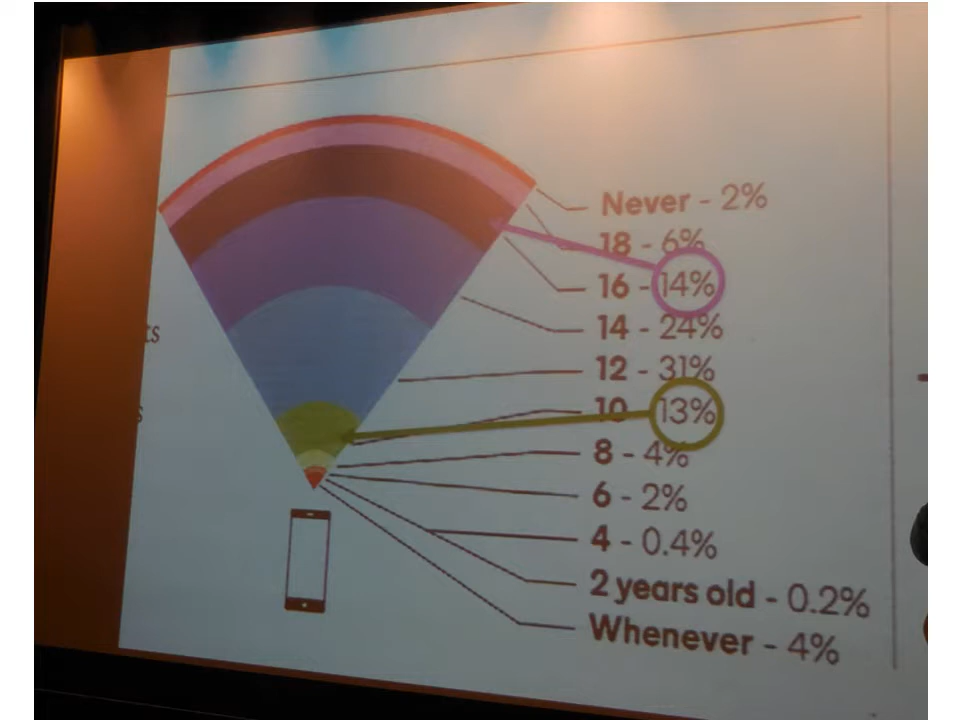 Never - 2%
18 - 6%
16 - 14%
14 - 24%
12 - 31%
10 - 13%
8 - 4%
6 - 2%
4 - 0.4%
2 years old - 0.2%
Whenever - 4%